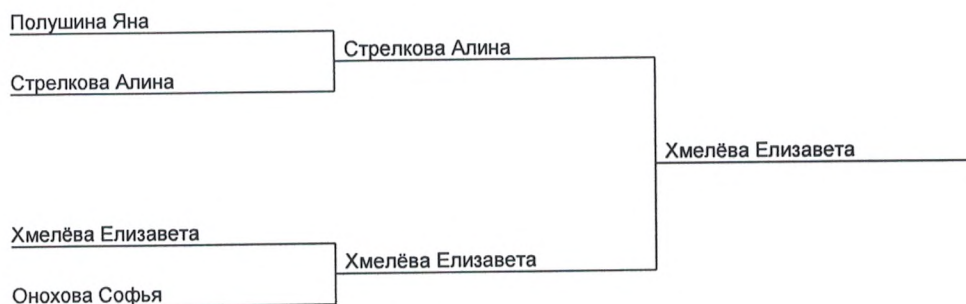 Полушина Яна
Стрелкова Алина
Стрелкова Алина
Хмелёва Елизавета
Хмелёва Елизавета
Хмелёва Елизавета
Онохова Софья